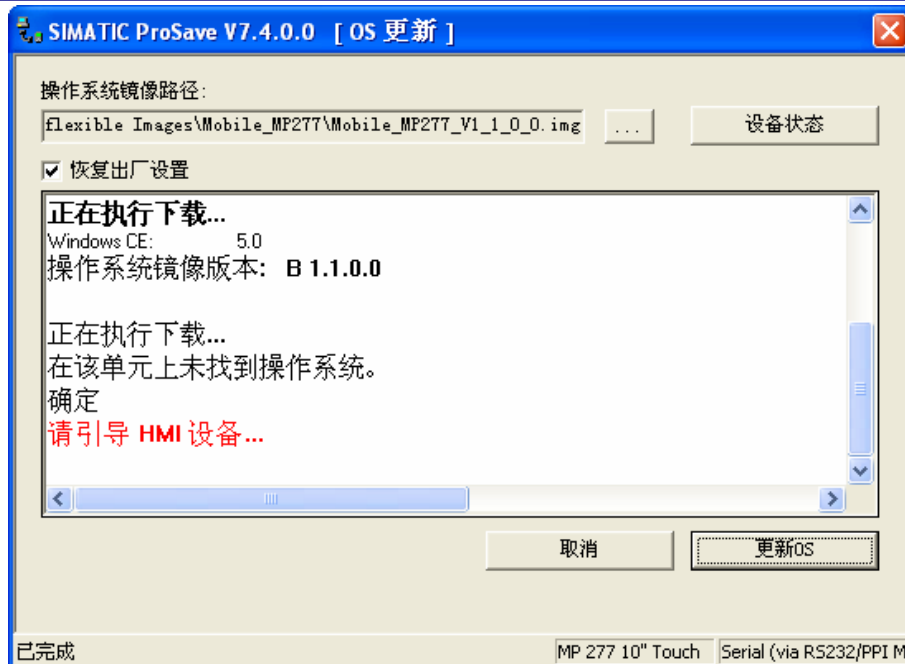 SIMATIC ProSave V7.4.0.0 [ OS 更新 ]
操作系统镜像路径:
flexible Images\Mobile_MP277\Mobile_MP277_V1_1_0_0.img
...
设备状态
恢复出厂设置
正在执行下载...
Windows CE: 5.0
操作系统镜像版本: B 1.1.0.0
正在执行下载...
在该单元上未找到操作系统。
确定
请引导 HMI 设备...
取消
更新OS
已完成
MP 277 10" Touch
Serial (via RS232/PPI M